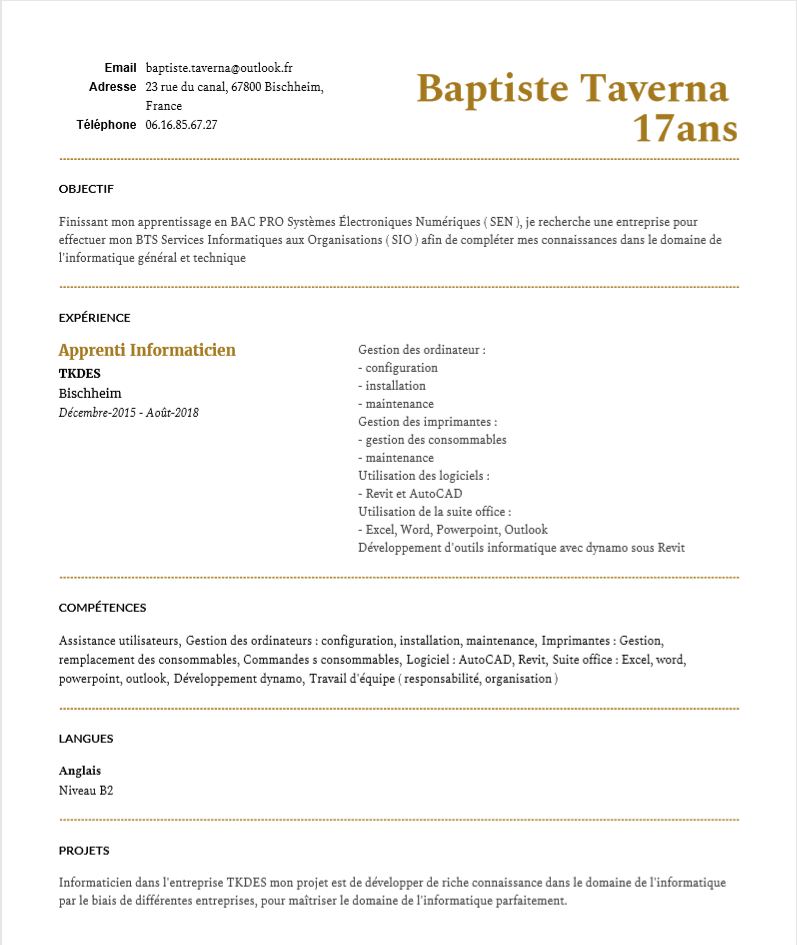 Email baptiste.taverna@outlook.fr
Adresse 23 rue du canal, 67800 Bischheim,
France
Téléphone 06.16.85.67.27
Baptiste Taverna
17ans
OBJECTIF
Finissant mon apprentissage en BAC PRO Systèmes Électroniques Numériques ( SEN ), je recherche une entreprise pour
effectuer mon BTS Services Informatiques aux Organisations ( SIO ) afin de compléter mes connaissances dans le domaine de
l'informatique général et technique
EXPÉRIENCE
Apprenti Informaticien
TKDES
Bischheim
Décembre-2015 - Août-2018
Gestion des ordinateur :
- configuration
- installation
- maintenance
Gestion des imprimantes :
- gestion des consommables
- maintenance
Utilisation des logiciels :
- Revit et AutoCAD
Utilisation de la suite office :
- Excel, Word, Powerpoint, Outlook
Développement d'outils informatique avec dynamo sous Revit
COMPÉTENCES
Assistance utilisateurs, Gestion des ordinateurs : configuration, installation, maintenance, Imprimantes : Gestion,
remplacement des consommables, Commandes s consommables, Logiciel : AutoCAD, Revit, Suite office : Excel, word,
powerpoint, outlook, Développement dynamo, Travail d'équipe ( responsabilité, organisation )
LANGUES
Anglais
Niveau B2
PROJETS
Informaticien dans l'entreprise TKDES mon projet est de développer de riche connaissance dans le domaine de l'informatique
par le biais de différentes entreprises, pour maîtriser le domaine de l'informatique parfaitement.